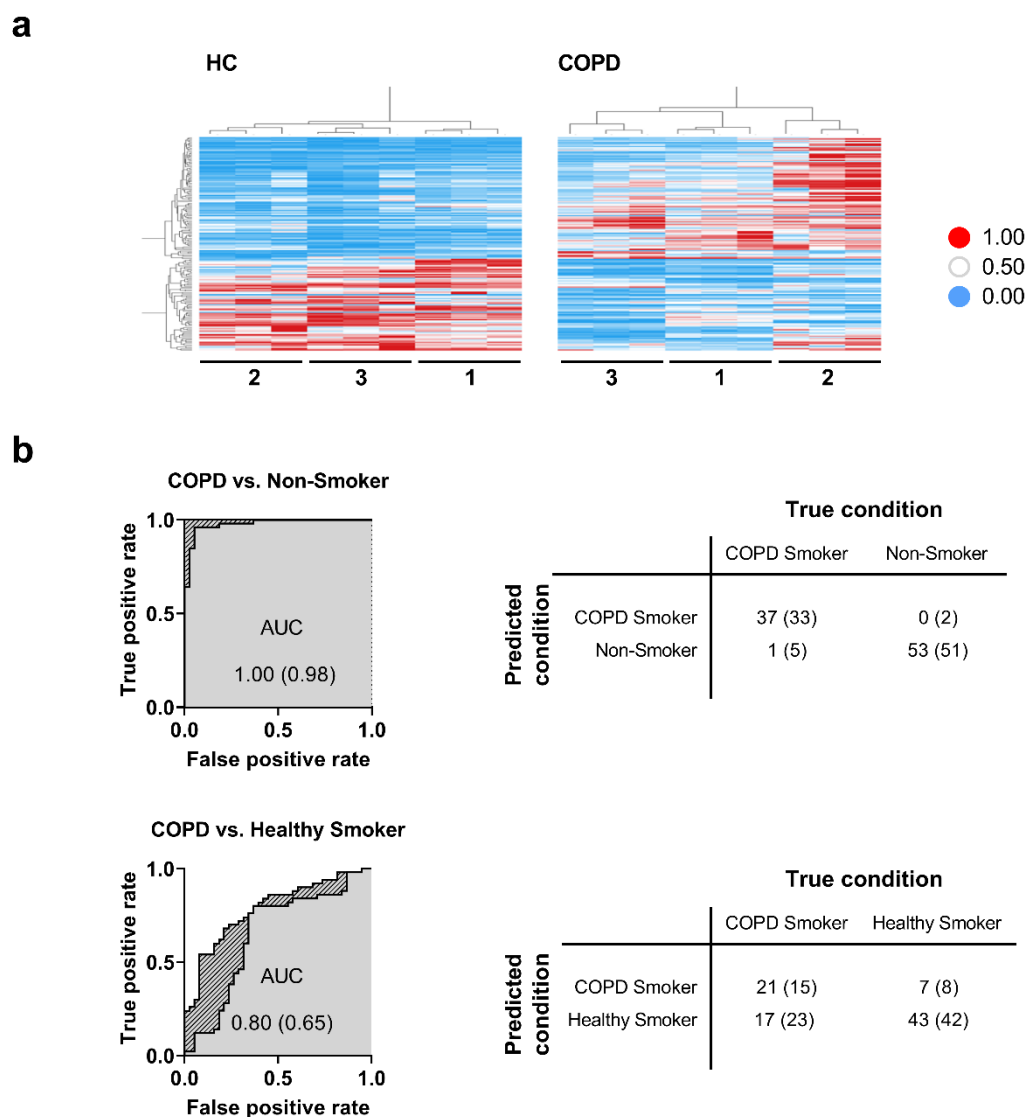 a
HC
COPD
1.00
0.50
0.00
2
3
1
3
1
2
b
COPD vs. Non-Smoker
True positive rate
1.0
0.5
0.0
AUC
1.00 (0.98)
0.0
0.5
1.0
False positive rate
True condition
COPD Smoker Non-Smoker
Predicted
condition
COPD Smoker 37 (33) 0 (2)
Non-Smoker 1 (5) 53 (51)
COPD vs. Healthy Smoker
True positive rate
1.0
0.5
0.0
AUC
0.80 (0.65)
0.0
0.5
1.0
False positive rate
True condition
COPD Smoker Healthy Smoker
Predicted
condition
COPD Smoker 21 (15) 7 (8)
Healthy Smoker 17 (23) 43 (42)